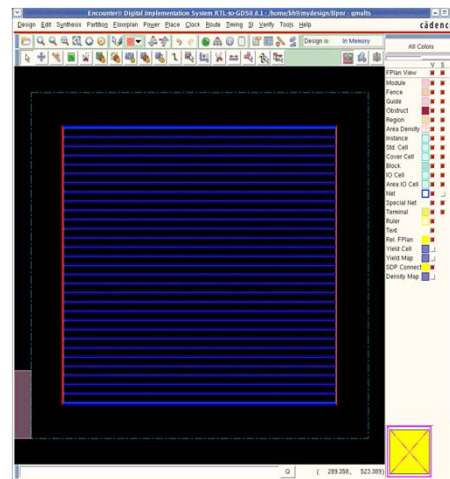 Encounter® Digital Implementation System RTL-to-GDSII 8.1 - /home/bh9/mydesign/Bpnr - gmults
Design Edit Synthesis Partition Floorplan Power Place Clock Route Timing SI Verify Tools Help
cādence
Design is: In Memory
All Colors
V S
FPlan View
Module
Fence
Guide
Obstruct
Region
Area Density
Instance
Std. Cell
Cover Cell
Block
IO Cell
Area IO Cell
Net
Special Net
Terminal
Ruler
Text
Rel. FPlan
Yield Cell
Yield Map
SDP Connect
Density Map
Q ( 289.358, 523.389)